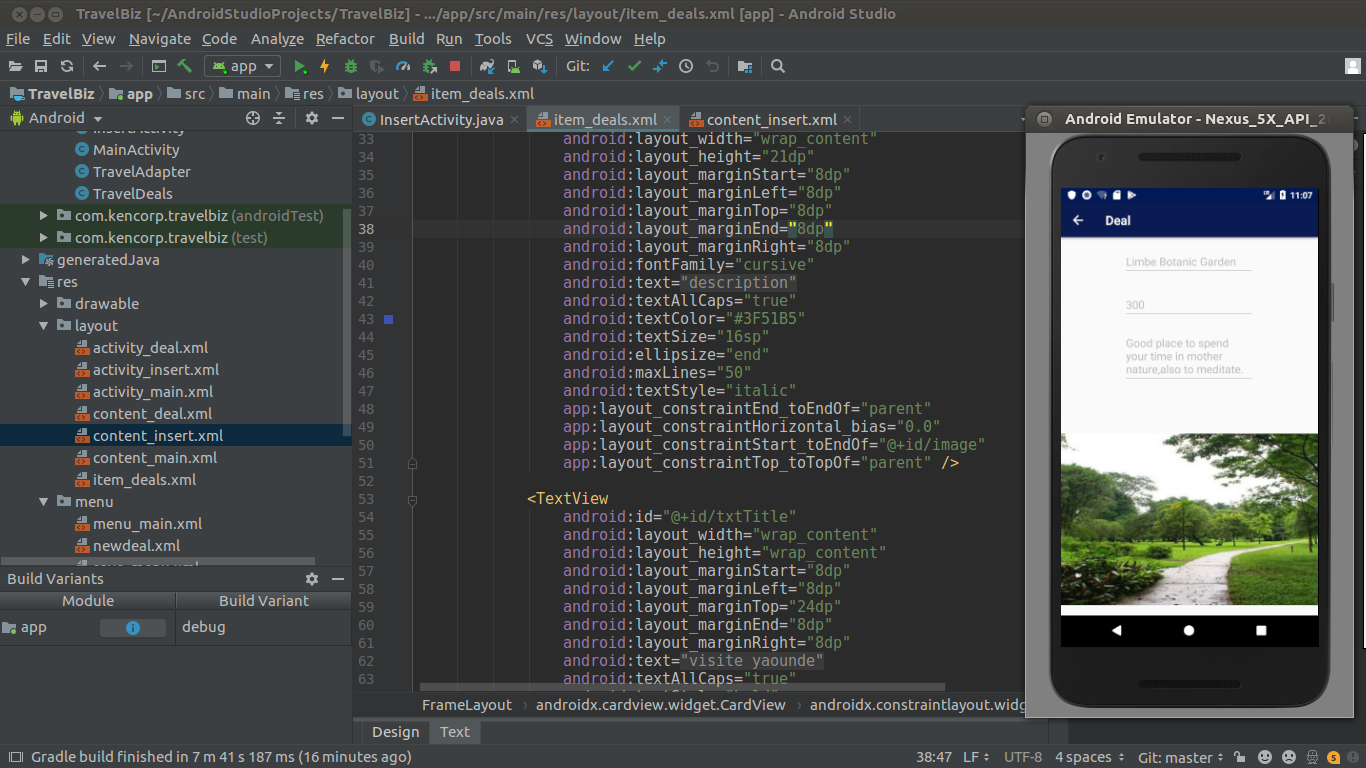 TravelBiz [~/AndroidStudioProjects/TravelBiz] - .../app/src/main/res/layout/item_deals.xml [app] - Android Studio
File Edit View Navigate Code Analyze Refactor Build Run Tools VCS Window Help
app Git:
TravelBiz app src main res layout item_deals.xml
Android
InsertActivity
MainActivity
TravelAdapter
TravelDeals
com.kencorp.travelbiz (androidTest)
com.kencorp.travelbiz (test)
generatedJava
res
drawable
layout
activity_deal.xml
activity_insert.xml
activity_main.xml
content_deal.xml
content_insert.xml
content_main.xml
item_deals.xml
menu
menu_main.xml
newdeal.xml
Build Variants
Module Build Variant
app debug
InsertActivity.java item_deals.xml content_insert.xml
33 android:layout_width="wrap_content"
34 android:layout_height="21dp"
35 android:layout_marginStart="8dp"
36 android:layout_marginLeft="8dp"
37 android:layout_marginTop="8dp"
38 android:layout_marginEnd="8dp"
39 android:layout_marginRight="8dp"
40 android:fontFamily="cursive"
41 android:text="description"
42 android:textAllCaps="true"
43 android:textColor="#3F51B5"
44 android:textSize="16sp"
45 android:ellipsize="end"
46 android:maxLines="50"
47 android:textStyle="italic"
48 app:layout_constraintEnd_toEndOf="parent"
49 app:layout_constraintHorizontal_bias="0.0"
50 app:layout_constraintStart_toEndOf="@+id/image"
51 app:layout_constraintTop_toTopOf="parent" />
52
53 <TextView
54 android:id="@+id/txtTitle"
55 android:layout_width="wrap_content"
56 android:layout_height="wrap_content"
57 android:layout_marginStart="8dp"
58 android:layout_marginLeft="8dp"
59 android:layout_marginTop="24dp"
60 android:layout_marginEnd="8dp"
61 android:layout_marginRight="8dp"
62 android:text="visite yaounde"
63 android:textAllCaps="true"
FrameLayout androidx.cardview.widget.CardView androidx.constraintlayout.widg
Design Text
Android Emulator - Nexus_5X_API_2
11:07
Deal
Limbe Botanic Garden
300
Good place to spend
your time in mother
nature,also to meditate.
Gradle build finished in 7 m 41 s 187 ms (16 minutes ago) 38:47 LF UTF-8 4 spaces Git: master 5